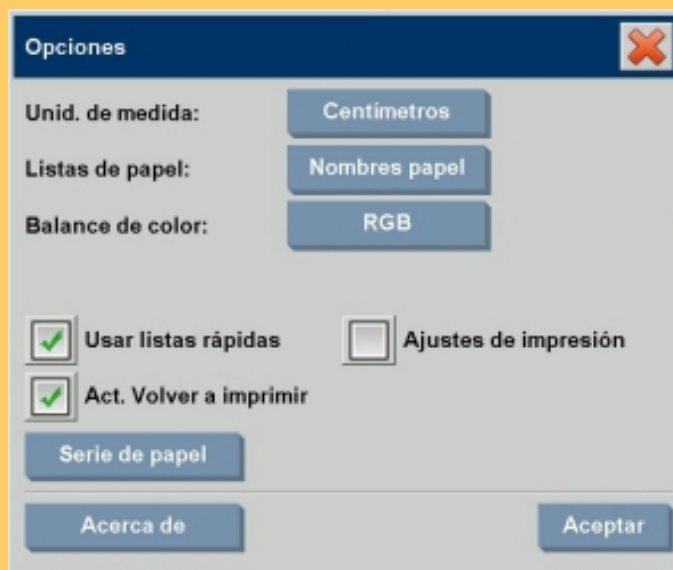 Opciones
Unid. de medida: Centímetros
Listas de papel: Nombres papel
Balance de color: RGB
Usar listas rápidas Ajustes de impresión
Act. Volver a imprimir
Serie de papel
Acerca de Aceptar